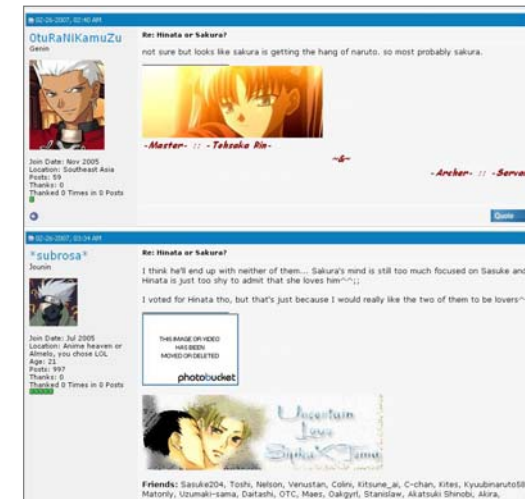 02-26-2007, 02:40 AM
OtuRaNiKamuZu
Genin
Join Date: Nov 2005
Location: Southeast Asia
Posts: 59
Thanks: 0
Thanked 0 Times in 0 Posts
Re: Hinata or Sakura?
not sure but looks like sakura is getting the hang of naruto. so most probably sakura.
-Master- :: -Tohsaka Rin-
~&~
-Archer- :: -Serva
Quote
02-26-2007, 03:34 AM
*subrosa*
Jounin
Join Date: Jul 2005
Location: Anime heaven or
Almelo, you chose LOL
Age: 21
Posts: 997
Thanks: 0
Thanked 0 Times in 0 Posts
Re: Hinata or Sakura?
I think he'll end up with neither of them... Sakura's mind is still too much focused on Sasuke and
Hinata is just too shy to admit that she loves him^^;;
I voted for Hinata tho, but that's just because I would really like the two of them to be lovers^
THIS IMAGE OR VIDEO
HAS BEEN
MOVED OR DELETED
photobucket
Uncertain
Love
Friends: Sasuke204, Toshi, Nelson, Venustan, Colini, Kitsune_ai, C-chan, Kites, Kyuubinaruto58
Matonly, Uzumaki-sama, Daitashi, OTC, Maes, Oakgyrl, Stanislaw, Akatsuki Shinobi, Akira,